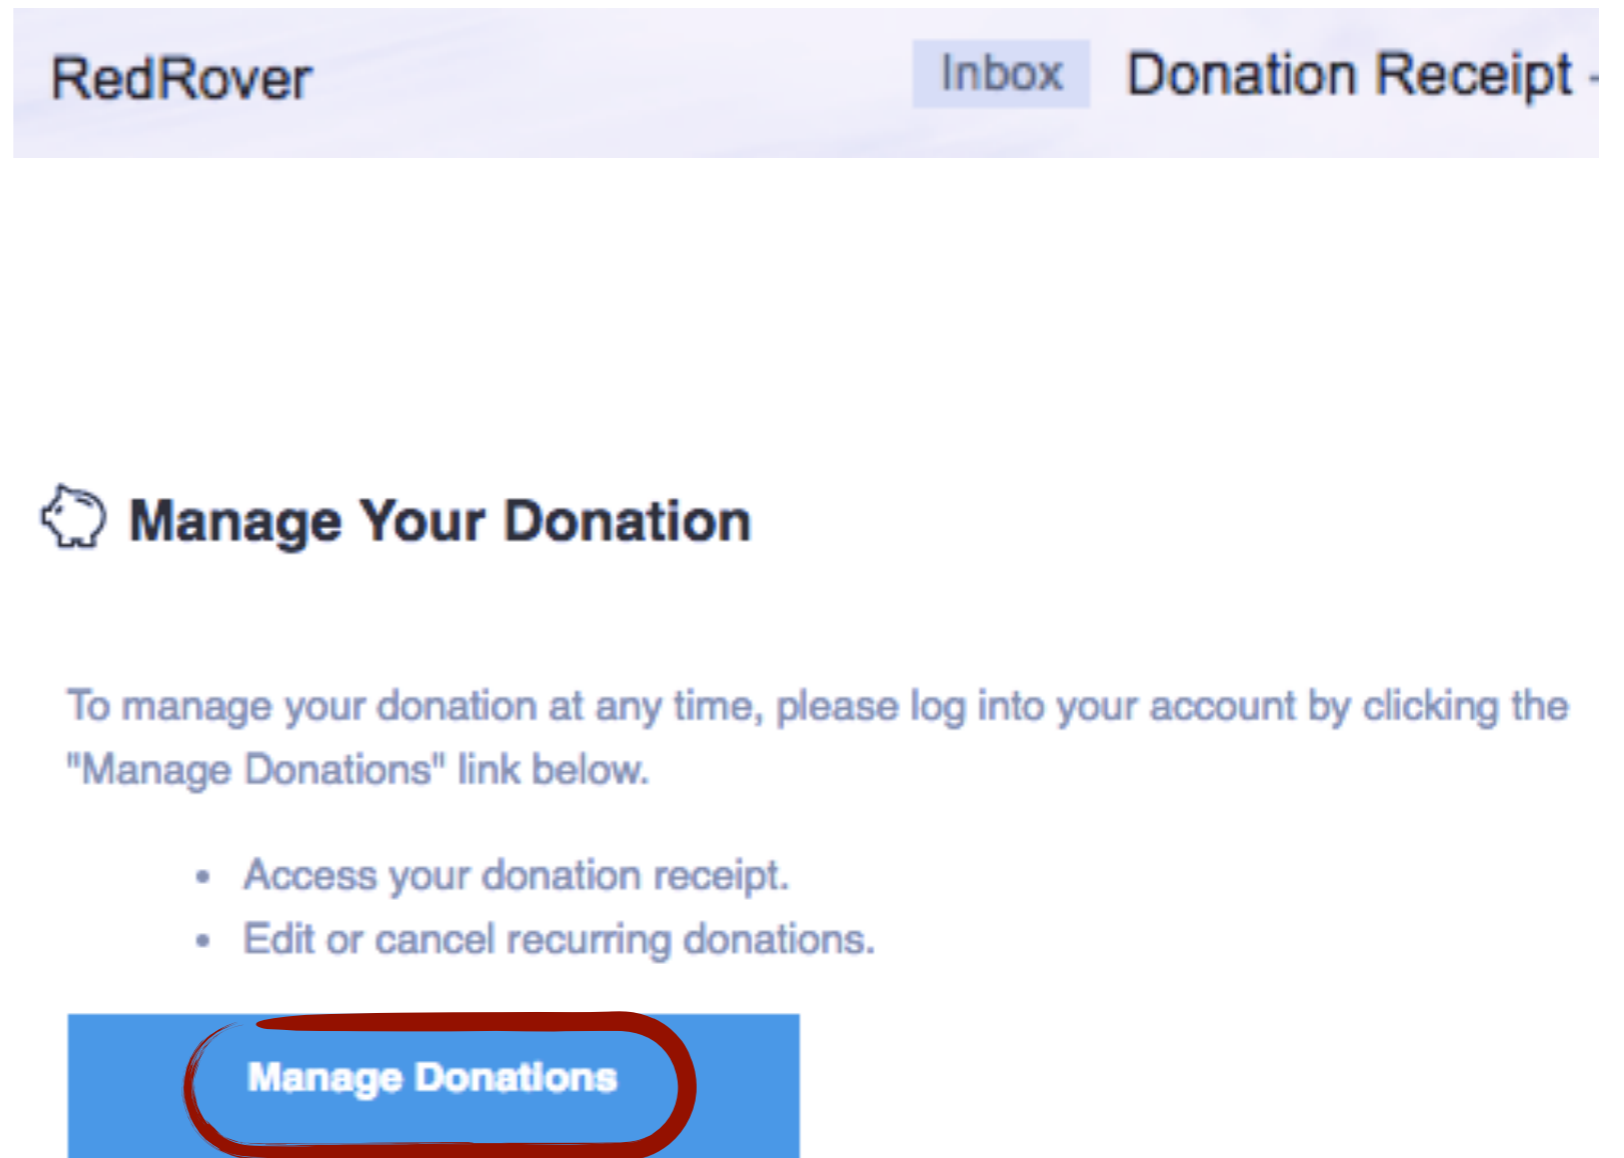 RedRover Inbox Donation Receipt -
Manage Your Donation
To manage your donation at any time, please log into your account by clicking the
"Manage Donations" link below.
• Access your donation receipt.
• Edit or cancel recurring donations.
Manage Donations